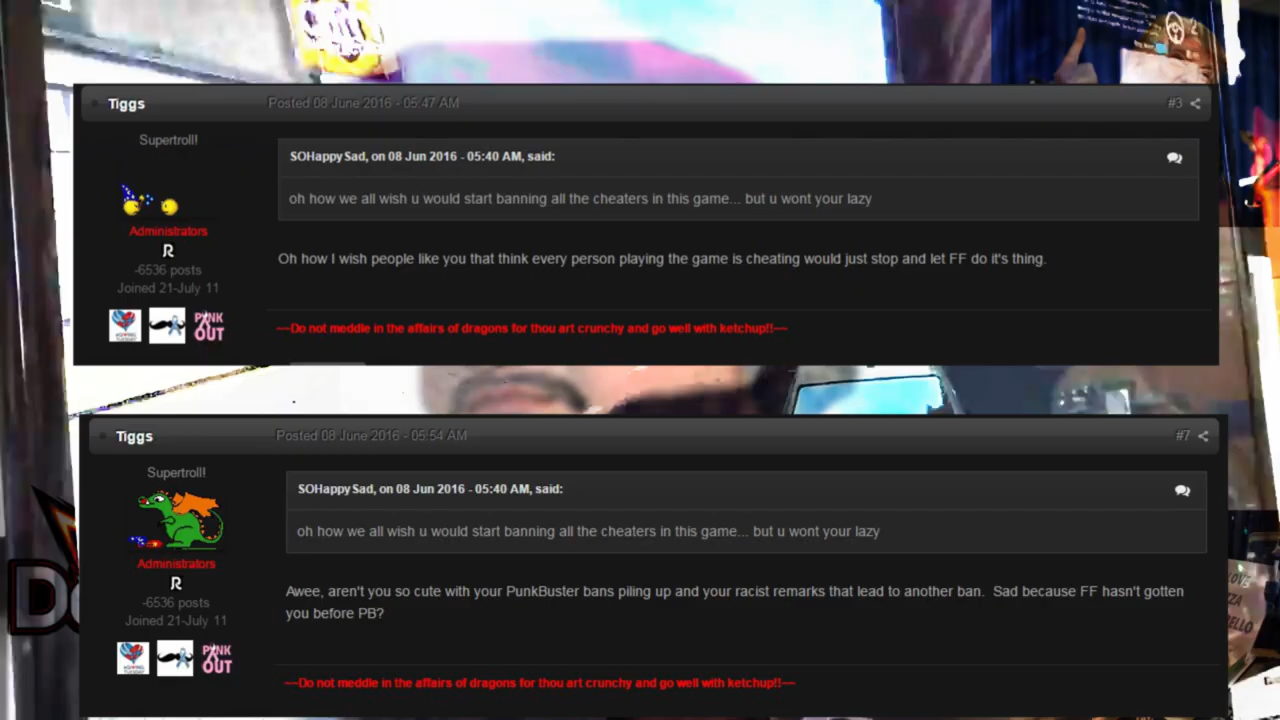 Tiggs
Posted 08 June 2016 - 05:47 AM
#3
Supertroll!
SOHappySad, on 08 Jun 2016 - 05:40 AM, said:
oh how we all wish u would start banning all the cheaters in this game... but u wont your lazy
Administrators
R
-6536 posts
Joined 21-July 11
Oh how I wish people like you that think every person playing the game is cheating would just stop and let FF do it's thing.
PINK
OUT
~~Do not meddle in the affairs of dragons for thou art crunchy and go well with ketchup!!~~
Tiggs
Posted 08 June 2016 - 05:54 AM
#7
Supertroll!
SOHappySad, on 08 Jun 2016 - 05:40 AM, said:
oh how we all wish u would start banning all the cheaters in this game... but u wont your lazy
Administrators
R
-6536 posts
Joined 21-July 11
Awee, aren't you so cute with your PunkBuster bans piling up and your racist remarks that lead to another ban.  Sad because FF hasn't gotten
you before PB?
PINK
OUT
~~Do not meddle in the affairs of dragons for thou art crunchy and go well with ketchup!!~~